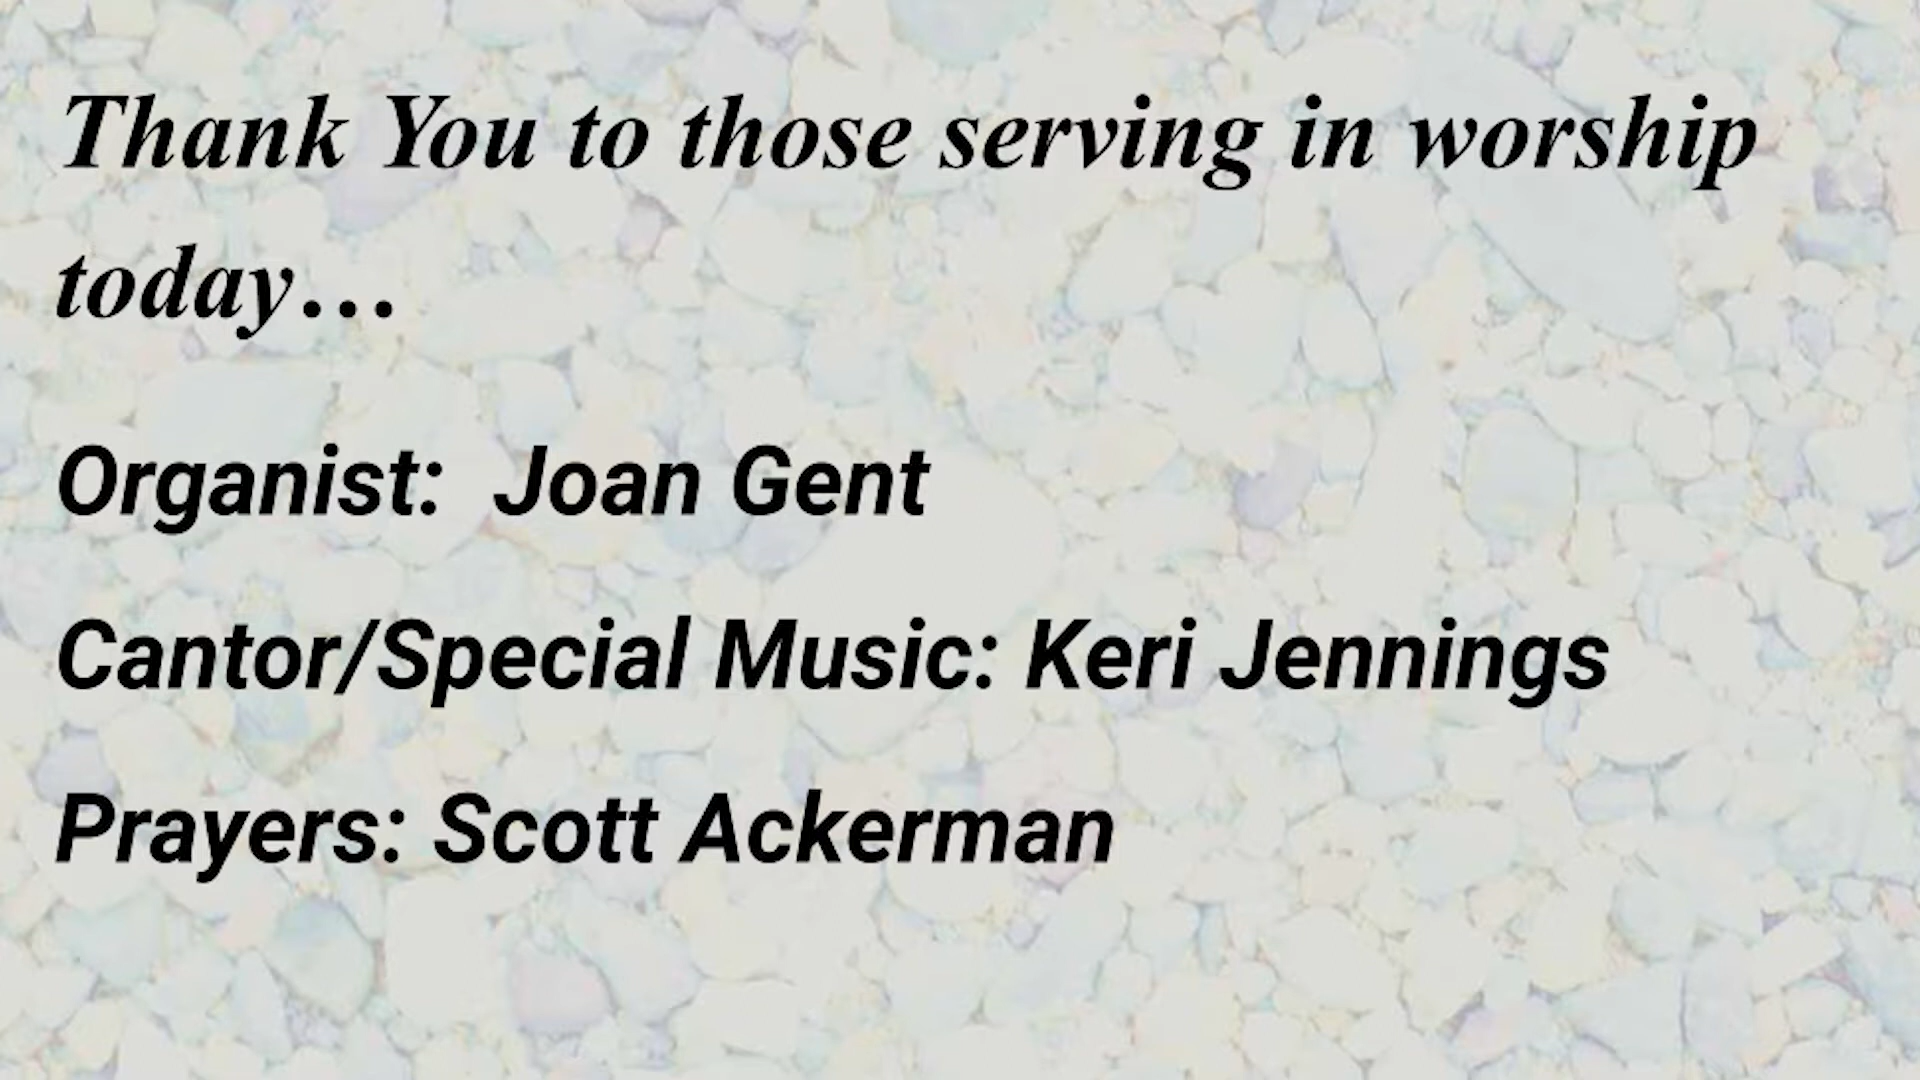 Thank You to those serving in worship
today…
Organist:  Joan Gent
Cantor/Special Music: Keri Jennings
Prayers: Scott Ackerman